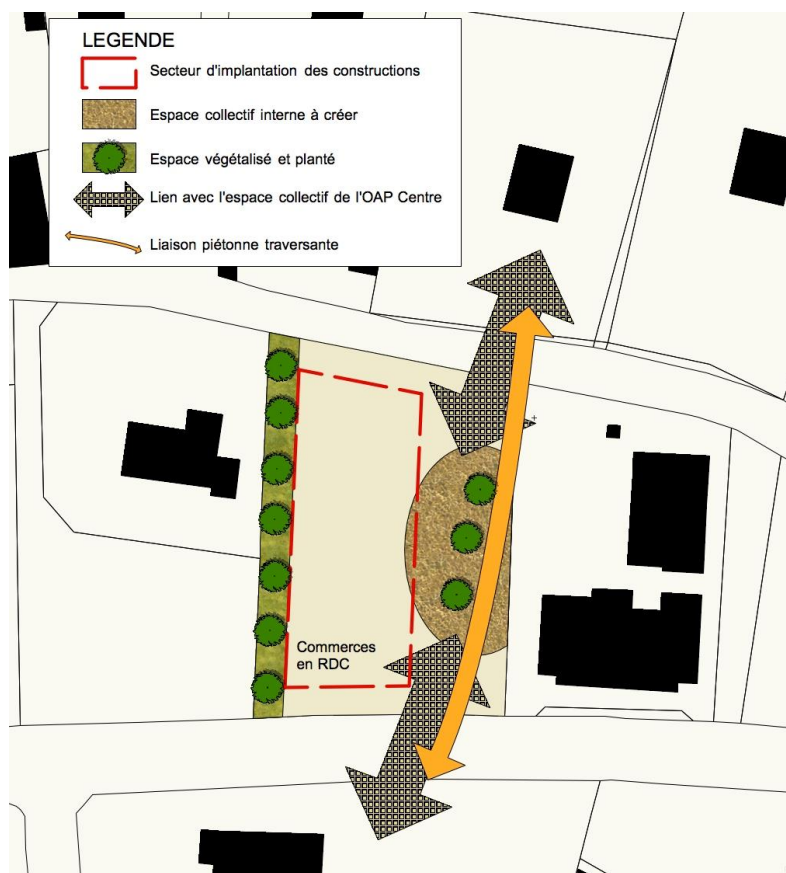 LEGENDE
Secteur d'implantation des constructions
Espace collectif interne à créer
Espace végétalisé et planté
Lien avec l'espace collectif de l'OAP Centre
Liaison piétonne traversante
Commerces
en RDC